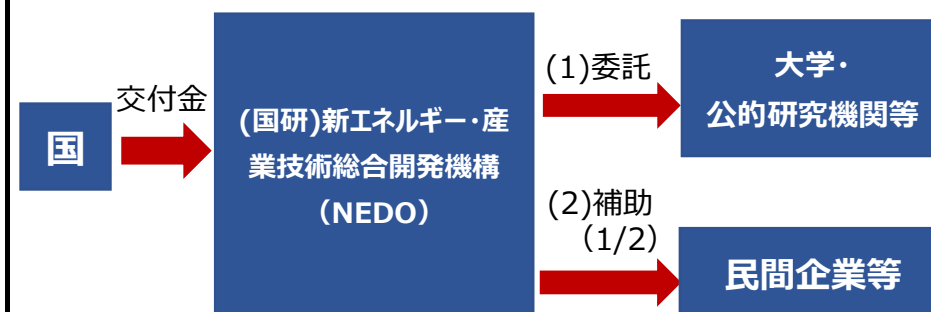 国
交付金
(国研)新エネルギー・産
業技術総合開発機構
（NEDO）
(1)委託
大学・
公的研究機関等
(2)補助
（1/2）
民間企業等